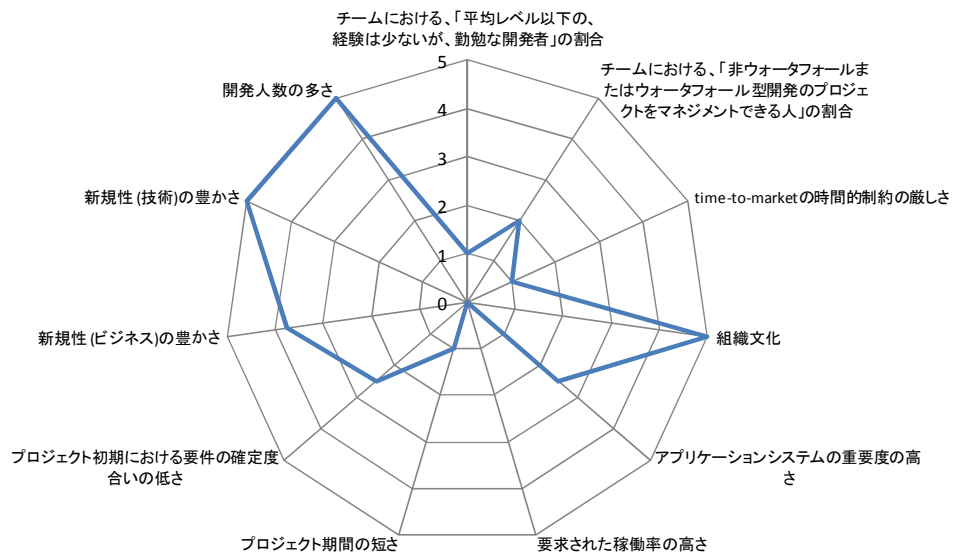 チームにおける、「平均レベル以下の、
経験は少ないが、勤勉な開発者」の割合
チームにおける、「非ウォータフォールま
たはウォータフォール型開発のプロジェ
クトをマネジメントできる人」の割合
time-to-marketの時間的制約の厳しさ
組織文化
アプリケーションシステムの重要度の高
さ
要求された稼働率の高さ
プロジェクト期間の短さ
プロジェクト初期における要件の確定度
合いの低さ
新規性(ビジネス)の豊かさ
新規性(技術)の豊かさ
開発人数の多さ
5
4
3
2
1
0